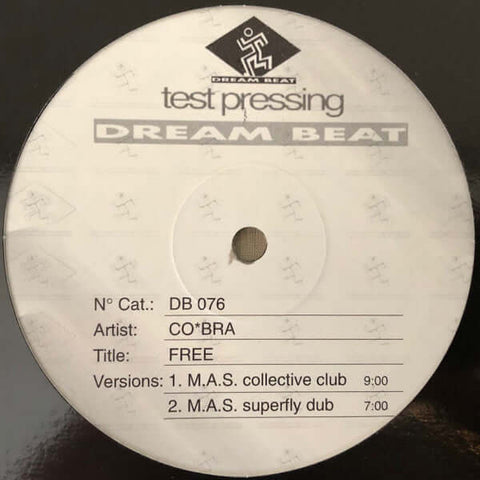 DREAM BEAT
test pressing
DREAM BEAT
N° Cat.: DB 076
Artist: CO*BRA
Title: FREE
Versions: 1. M.A.S. collective club 9:00
2. M.A.S. superfly dub 7:00